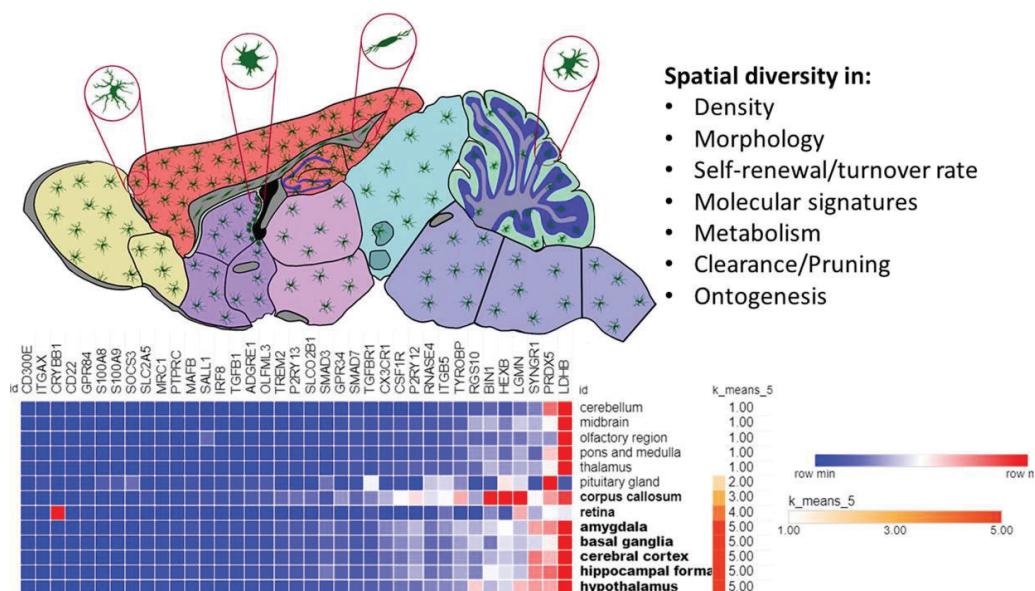 Spatial diversity in:
• Density
• Morphology
• Self-renewal/turnover rate
• Molecular signatures
• Metabolism
• Clearance/Pruning
• Ontogenesis
id
CD300E
ITGAX
CRYBB1
CD22
GPR84
S100A8
S100A9
SOCS3
SLC2A5
MRC1
PTPRC
MAFB
SALL1
IRF8
TGFB1
ADGRE1
OLFML3
TREM2
P2RY13
SLCO2B1
SMAD3
GPR34
SMAD7
TGFBR1
CX3CR1
CSF1R
P2RY12
RNASE4
ITGB5
TYROBP
RGS10
BIN1
HEXB
LGMN
SYNGR1
PRDX5
LDHB
id k_means_5
cerebellum 1.00
midbrain 1.00
olfactory region 1.00
pons and medulla 1.00
thalamus 1.00
pituitary gland 2.00
corpus callosum 3.00
retina 4.00
amygdala 5.00
basal ganglia 5.00
cerebral cortex 5.00
hippocampal forma 5.00
hypothalamus 5.00
row min row m
k_means_5
1.00 3.00 5.00